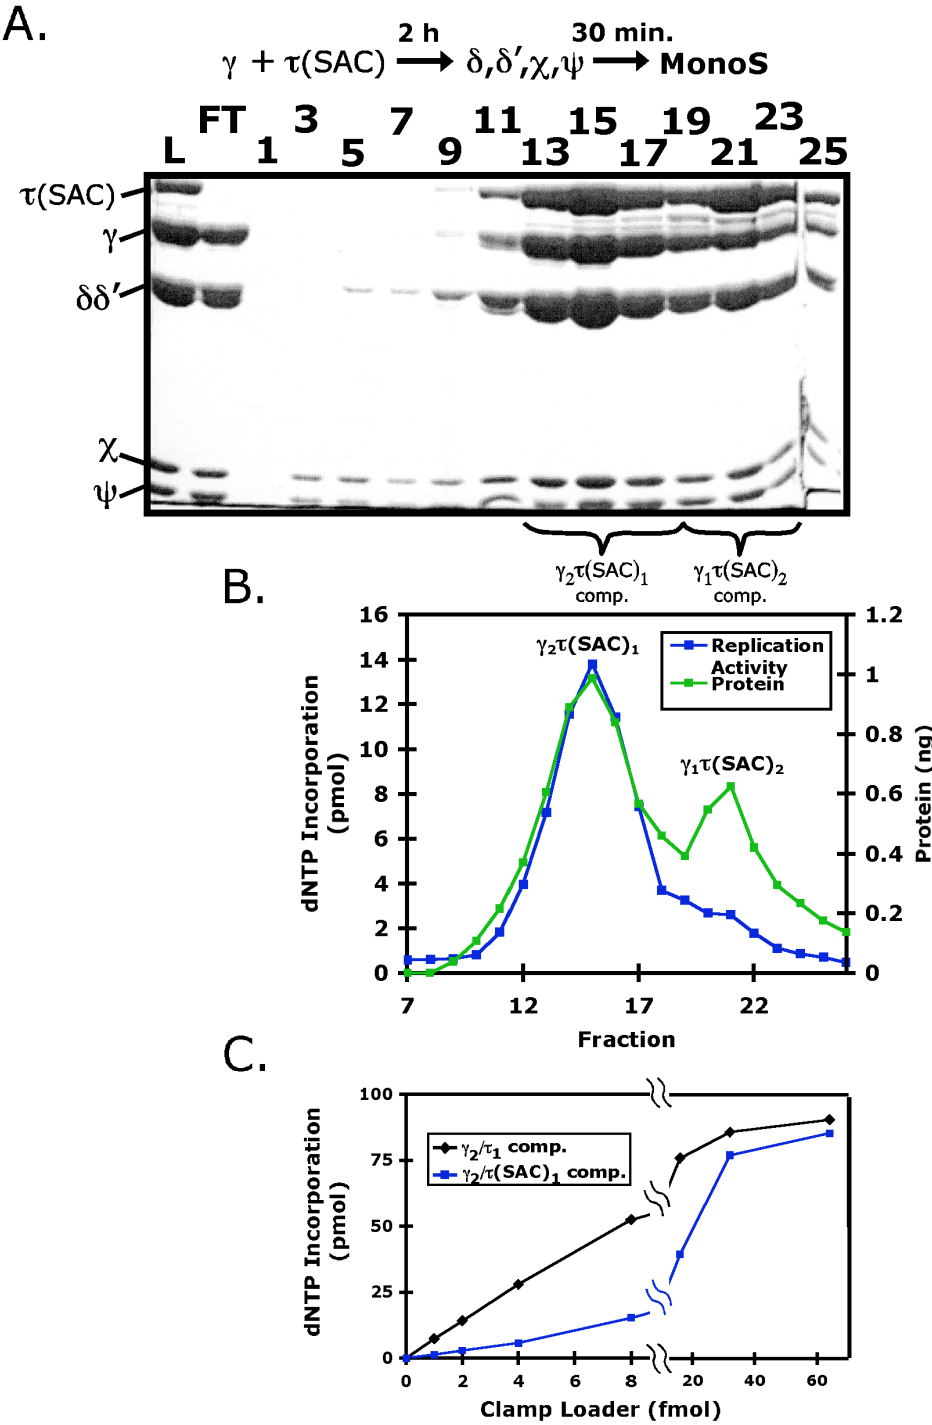 A.
2 h 30 min.
γ + τ(SAC) δ,δ′,χ,ψ MonoS
FT 3 7 11 15 19 23
L 1 5 9 13 17 21 25
τ(SAC)
γ
δδ′
χ
ψ
γ2τ(SAC)1 γ1τ(SAC)2
comp. comp.
B.
16 1.2
14 1
12 0.8
10
8 0.6
6 0.4
4
2 0.2
0 0
7 12 17 22
Fraction
dNTP Incorporation
(pmol)
Protein (ng)
γ2τ(SAC)1
γ1τ(SAC)2
Replication
Activity
Protein
C.
100
75
50
25
0
0 2 4 6 8 20 40 60
Clamp Loader (fmol)
dNTP Incorporation
(pmol)
γ2/τ1 comp.
γ2/τ(SAC)1 comp.